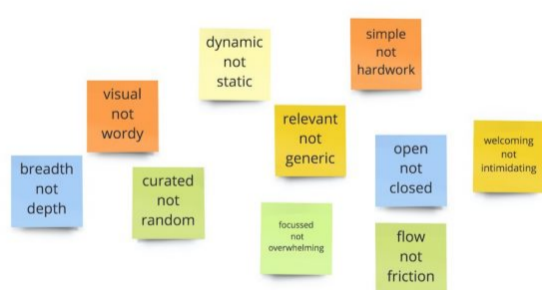 dynamic
not
static
simple
not
hardwork
visual
not
wordy
relevant
not
generic
welcoming
not
intimidating
open
not
closed
breadth
not
depth
curated
not
random
focussed
not
overwhelming
flow
not
friction